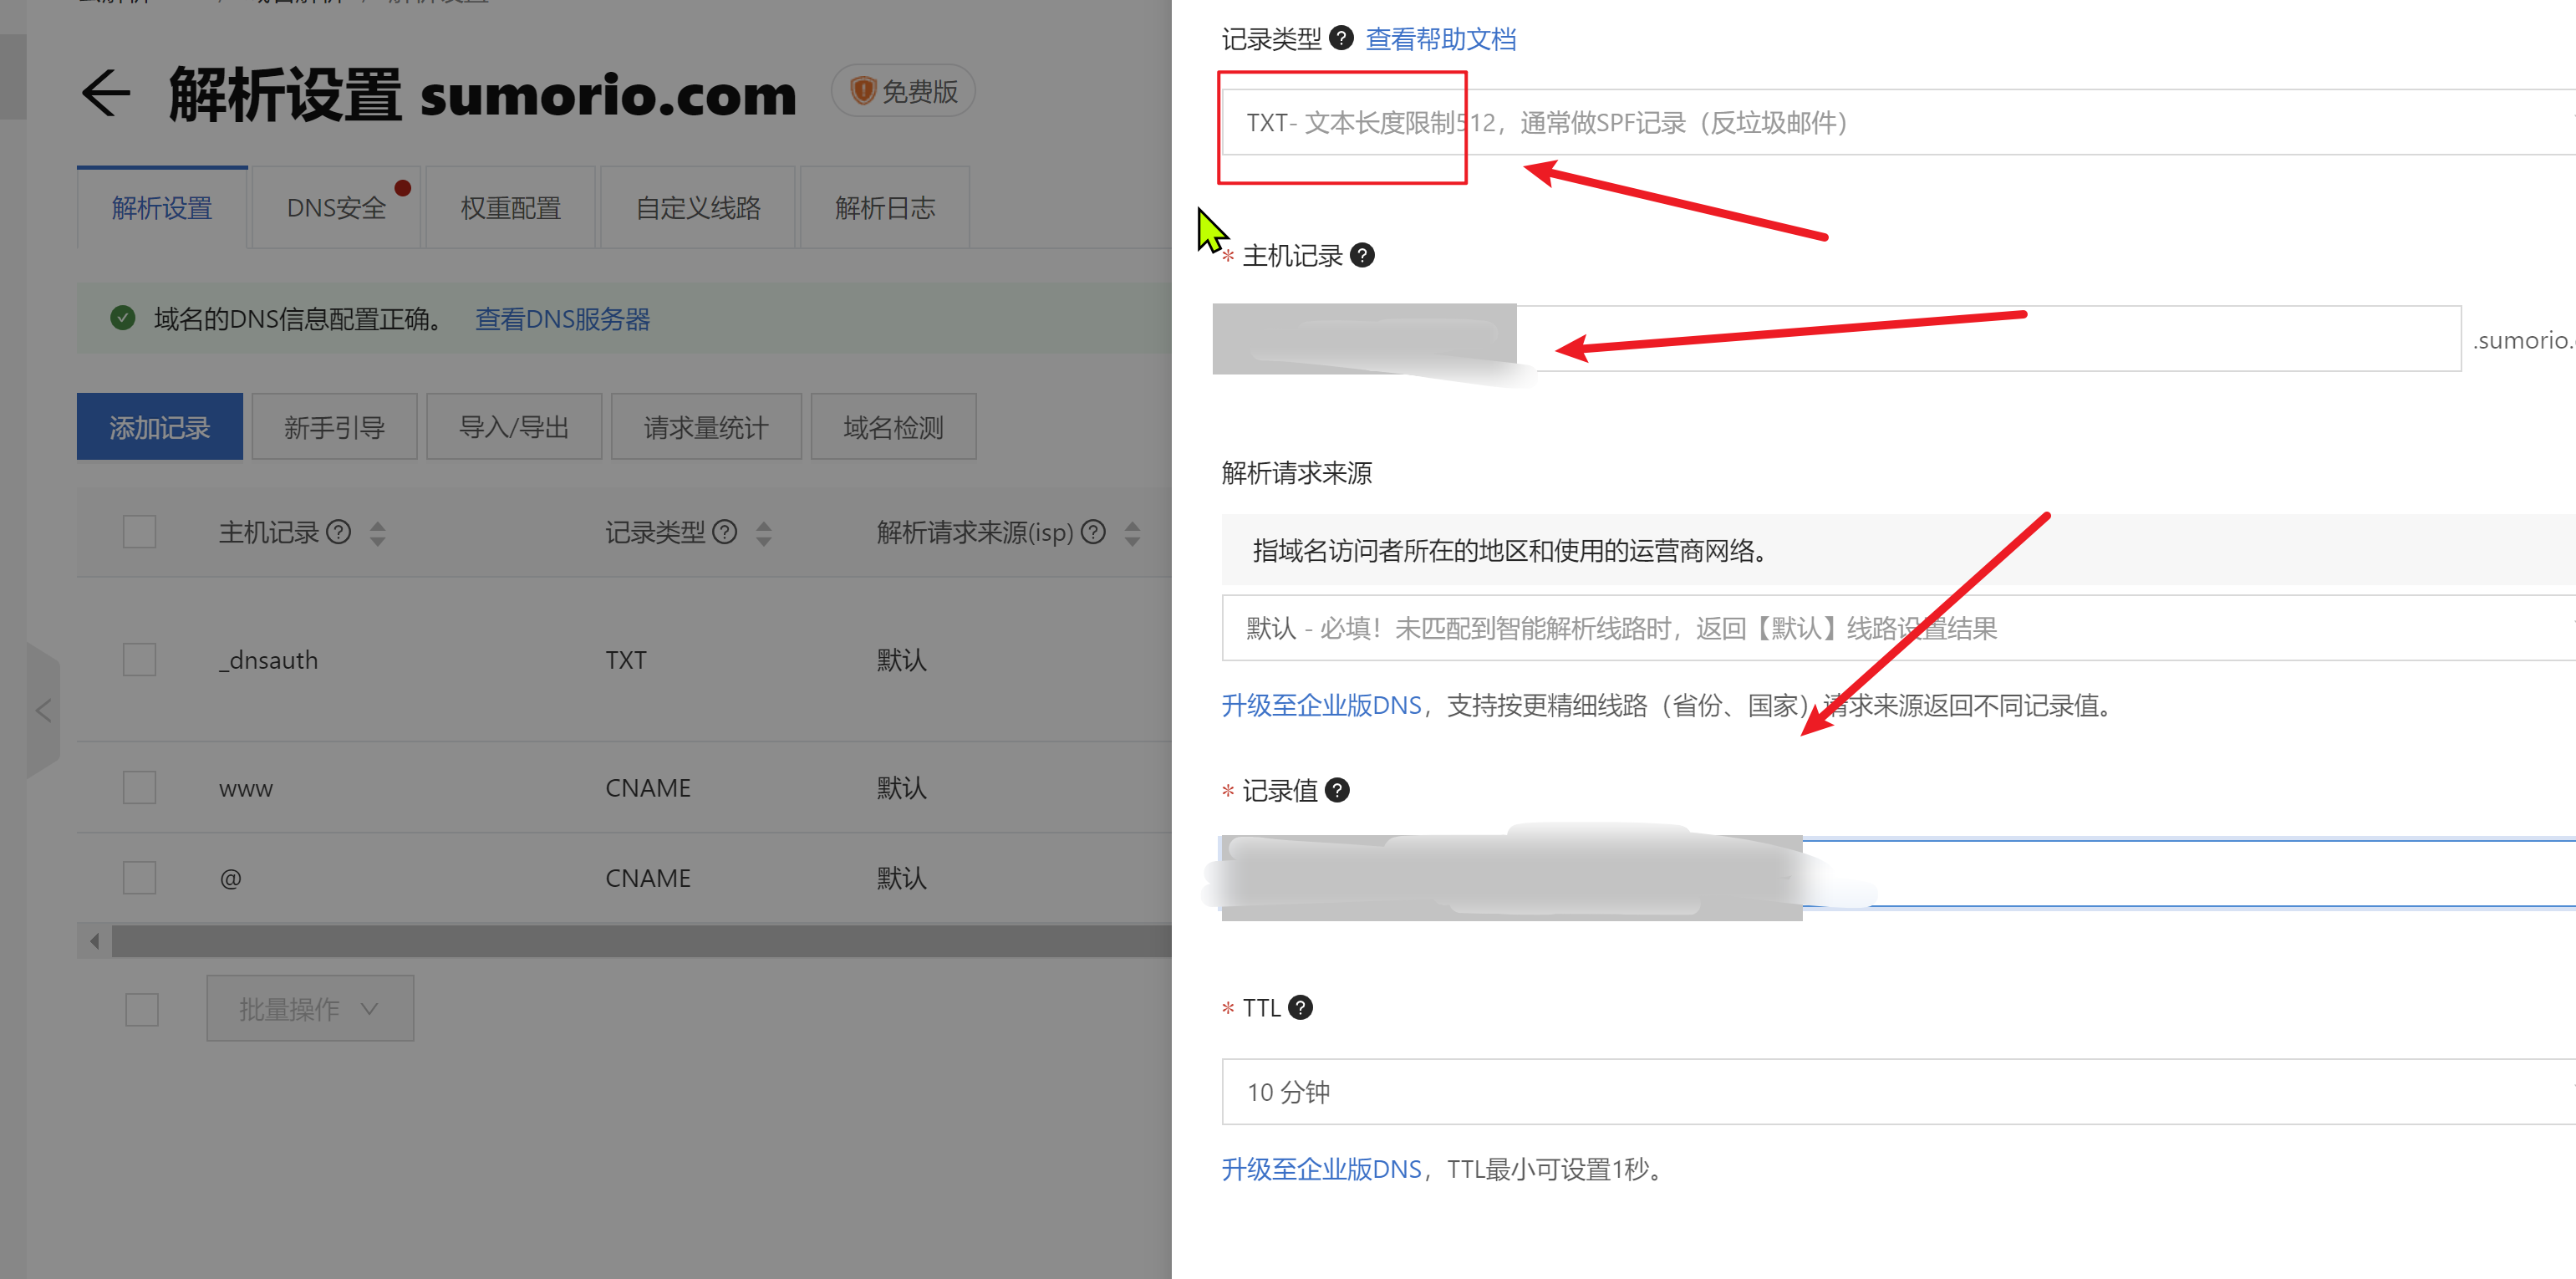 解析设置 sumorio.com
免费版
解析设置
DNS安全
权重配置
自定义线路
解析日志
域名的DNS信息配置正确。 查看DNS服务器
添加记录
新手引导
导入/导出
请求量统计
域名检测
主机记录 ? 记录类型 ? 解析请求来源(isp) ?
_dnsauth TXT 默认
www CNAME 默认
@ CNAME 默认
批量操作
记录类型 ? 查看帮助文档
TXT- 文本长度限制512，通常做SPF记录（反垃圾邮件）
* 主机记录 ?
.sumorio.
解析请求来源
指域名访问者所在的地区和使用的运营商网络。
默认 - 必填！未匹配到智能解析线路时，返回【默认】线路设置结果
升级至企业版DNS，支持按更精细线路（省份、国家）请求来源返回不同记录值。
* 记录值 ?
* TTL ?
10 分钟
升级至企业版DNS，TTL最小可设置1秒。